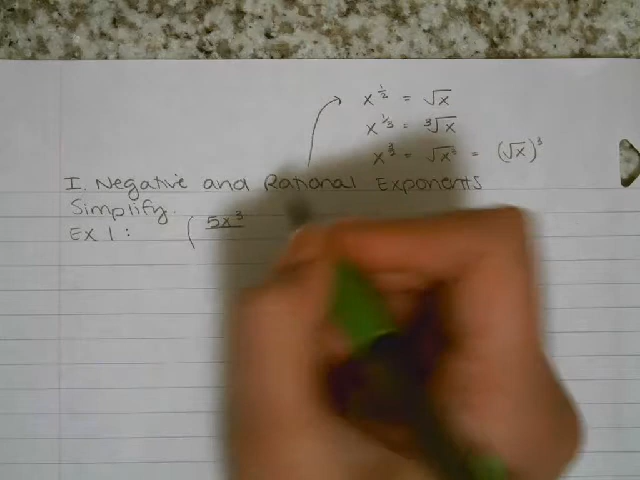 x^{1/2} = √x
x^{1/3} = ∛x
x^{3/2} = √x³ = (√x)³
I. Negative and Rational Exponents
Simplify.
EX 1: ( 5x³